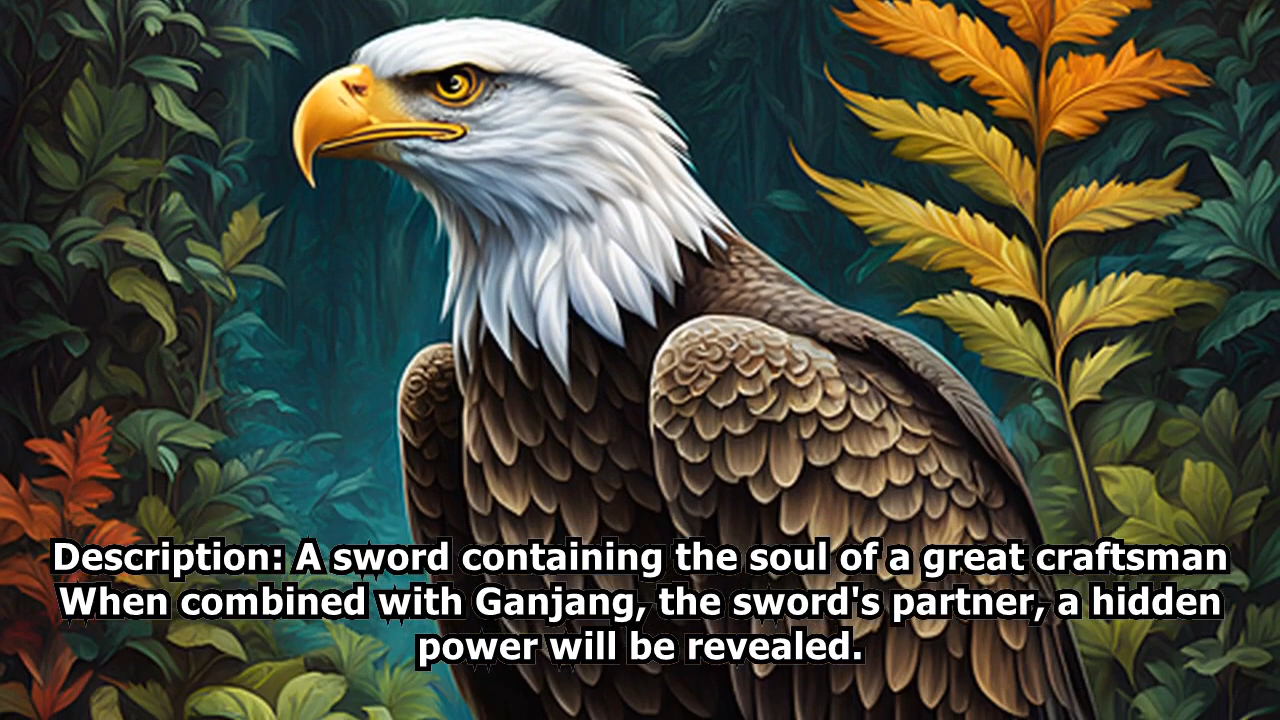 Description: A sword containing the soul of a great craftsman
When combined with Ganjang, the sword's partner, a hidden
power will be revealed.